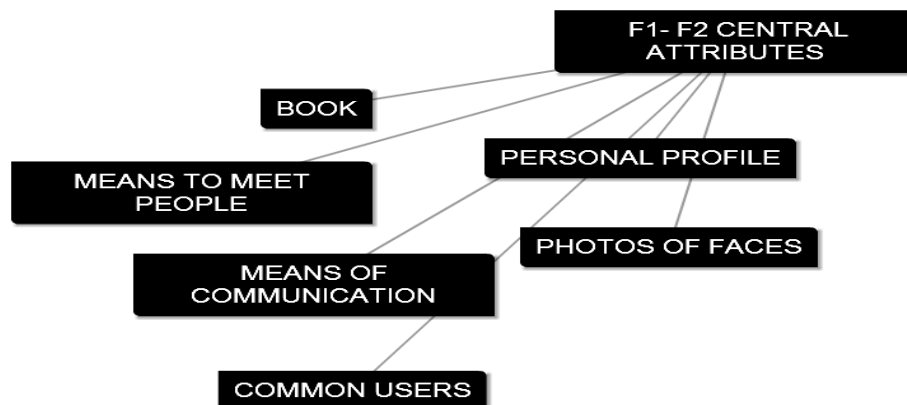 F1- F2 CENTRAL
ATTRIBUTES
BOOK
PERSONAL PROFILE
MEANS TO MEET
PEOPLE
PHOTOS OF FACES
MEANS OF
COMMUNICATION
COMMON USERS